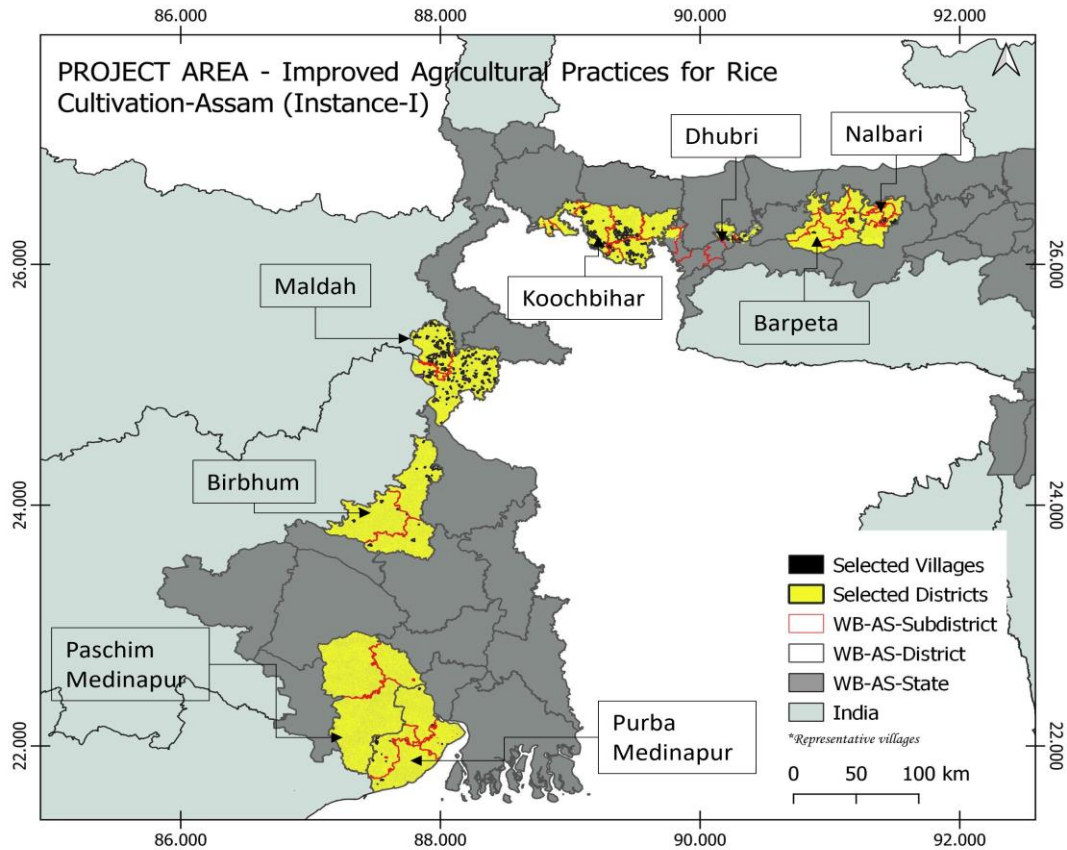 86.000 88.000 90.000 92.000
PROJECT AREA - Improved Agricultural Practices for Rice
Cultivation-Assam (Instance-I)
Dhubri
Nalbari
26.000
26.000
Maldah
Koochbihar
Barpeta
Birbhum
24.000
24.000
Selected Villages
Selected Districts
WB-AS-Subdistrict
WB-AS-District
WB-AS-State
India
*Representative villages
0 50 100 km
Paschim
Medinapur
Purba
Medinapur
22.000
22.000
86.000 88.000 90.000 92.000